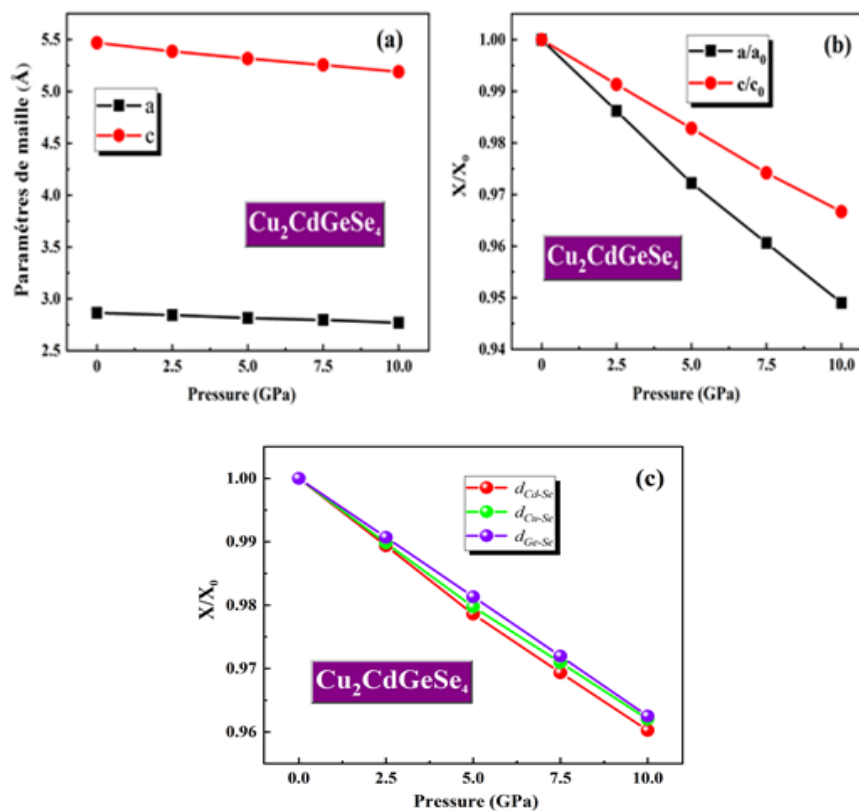 (a)
Paramétres de maille (Å)
5.5
5.0
4.5
4.0
3.5
3.0
2.5
a
c
Cu₂CdGeSe₄
0 2.5 5.0 7.5 10.0
Pressure (GPa)
(b)
X/X₀
1.00
0.99
0.98
0.97
0.96
0.95
0.94
a/a₀
c/c₀
Cu₂CdGeSe₄
0 2.5 5.0 7.5 10.0
Pressure (GPa)
(c)
X/X₀
1.00
0.99
0.98
0.97
0.96
d_Cd-Se
d_Cu-Se
d_Ge-Se
Cu₂CdGeSe₄
0.0 2.5 5.0 7.5 10.0
Pressure (GPa)